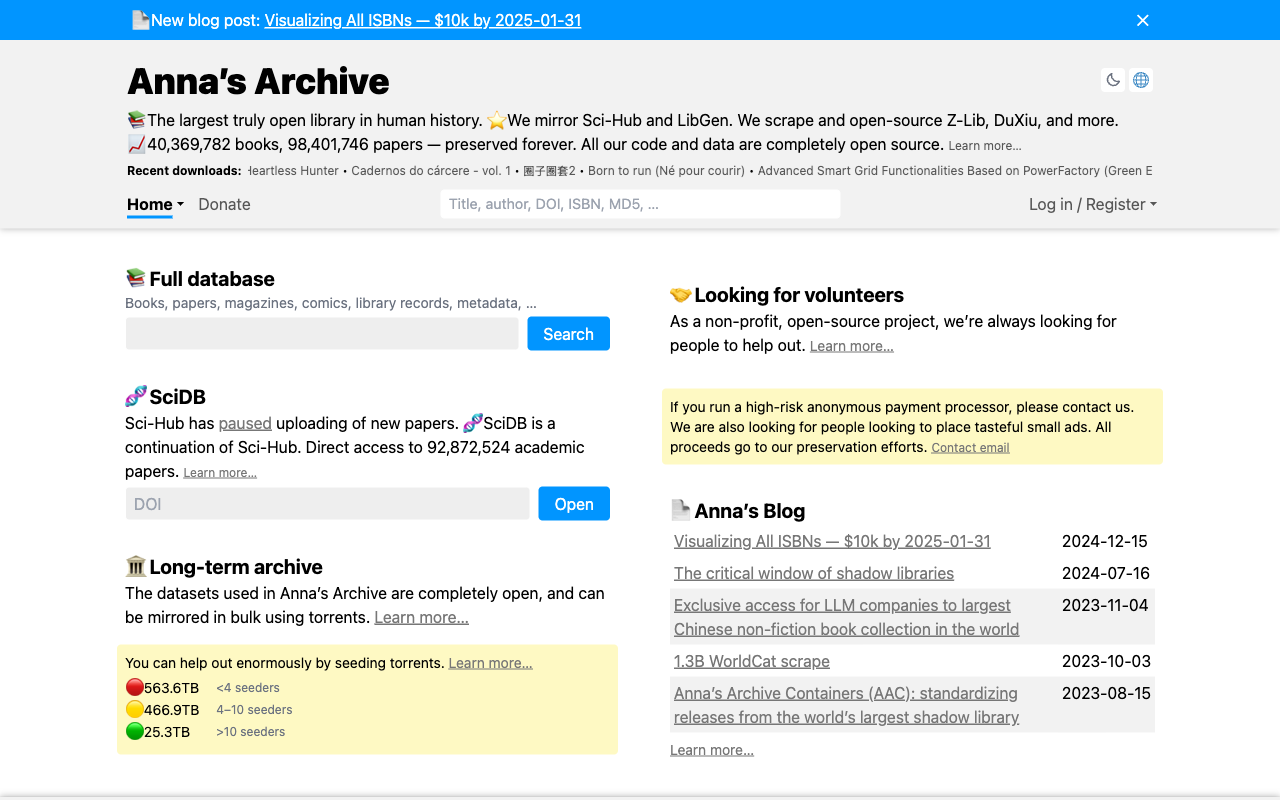 New blog post: Visualizing All ISBNs — $10k by 2025-01-31
Anna’s Archive
The largest truly open library in human history. We mirror Sci-Hub and LibGen. We scrape and open-source Z-Lib, DuXiu, and more.
40,369,782 books, 98,401,746 papers — preserved forever. All our code and data are completely open source. Learn more…
Recent downloads: Heartless Hunter • Cadernos do cárcere - vol. 1 • 圈子圈套2 • Born to run (Né pour courir) • Advanced Smart Grid Functionalities Based on PowerFactory (Green E
Home Donate Title, author, DOI, ISBN, MD5, … Log in / Register
Full database
Books, papers, magazines, comics, library records, metadata, …
Search
SciDB
Sci-Hub has paused uploading of new papers. SciDB is a
continuation of Sci-Hub. Direct access to 92,872,524 academic
papers. Learn more…
DOI Open
Long-term archive
The datasets used in Anna’s Archive are completely open, and can
be mirrored in bulk using torrents. Learn more…
You can help out enormously by seeding torrents. Learn more…
563.6TB <4 seeders
466.9TB 4–10 seeders
25.3TB >10 seeders
Looking for volunteers
As a non-profit, open-source project, we’re always looking for
people to help out. Learn more…
If you run a high-risk anonymous payment processor, please contact us.
We are also looking for people looking to place tasteful small ads. All
proceeds go to our preservation efforts. Contact email
Anna’s Blog
Visualizing All ISBNs — $10k by 2025-01-31 2024-12-15
The critical window of shadow libraries 2024-07-16
Exclusive access for LLM companies to largest 2023-11-04
Chinese non-fiction book collection in the world
1.3B WorldCat scrape 2023-10-03
Anna’s Archive Containers (AAC): standardizing 2023-08-15
releases from the world’s largest shadow library
Learn more…